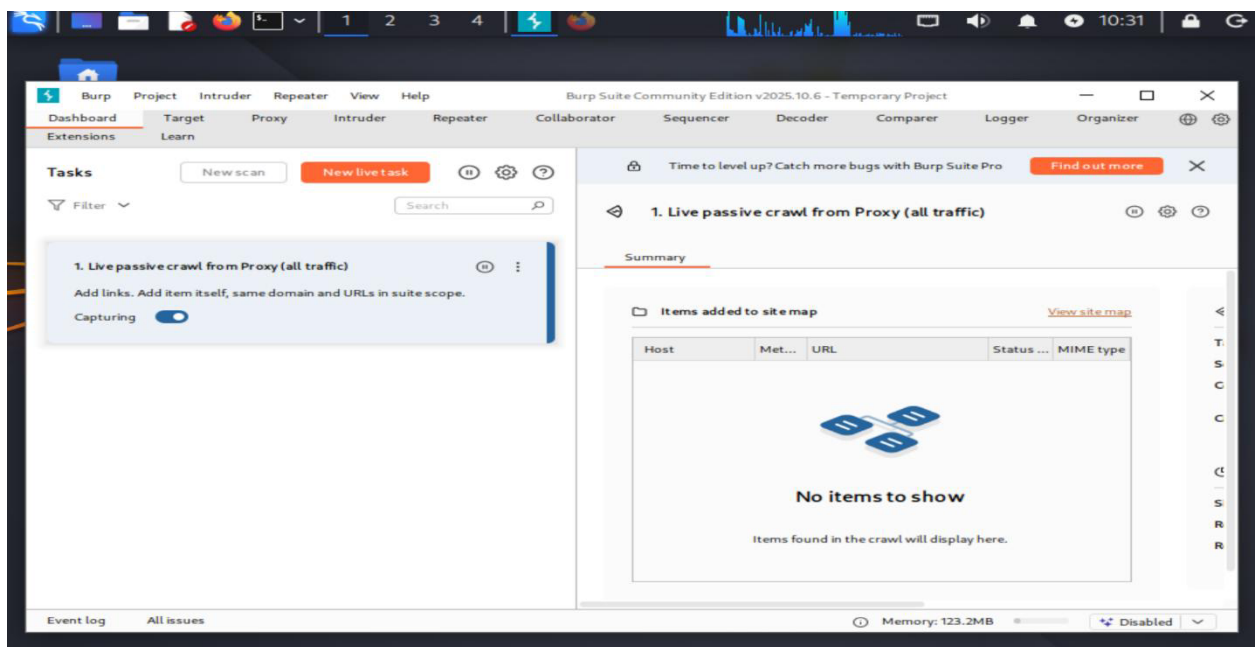 1 2 3 4 10:31
Burp Project Intruder Repeater View Help Burp Suite Community Edition v2025.10.6 - Temporary Project
Dashboard Target Proxy Intruder Repeater Collaborator Sequencer Decoder Comparer Logger Organizer
Extensions Learn
Tasks New scan New live task
Filter Search
1. Live passive crawl from Proxy (all traffic)
Add links. Add item itself, same domain and URLs in suite scope.
Capturing
Time to level up? Catch more bugs with Burp Suite Pro Find out more
1. Live passive crawl from Proxy (all traffic)
Summary
Items added to site map View site map
Host Met... URL Status ... MIME type
No items to show
Items found in the crawl will display here.
Event log All issues Memory: 123.2MB Disabled